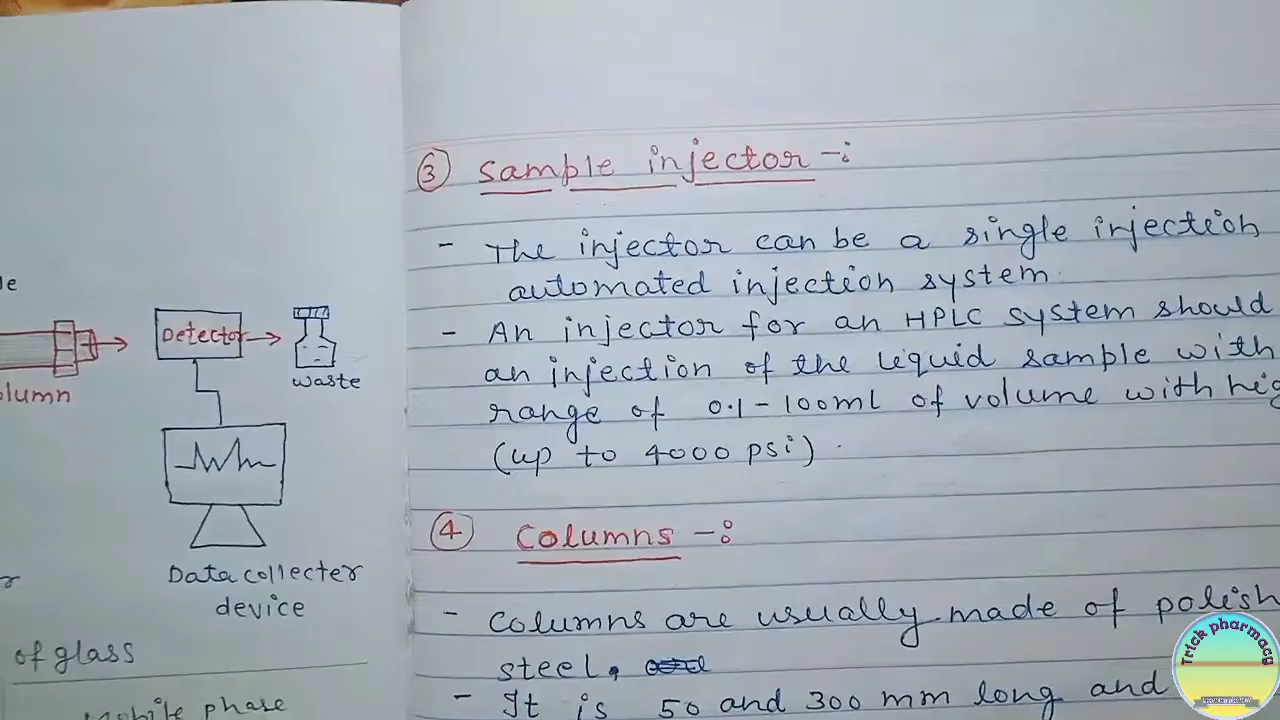 le
Detector
waste
olumn
Data collecter
device
r
of glass
Mobile phase
③ Sample injector -:
- The injector can be a single injection
automated injection system.
- An injector for an HPLC system should
an injection of the liquid sample with
range of 0.1-100ml of volume with hig
(up to 4000 psi).
④ Columns -:
- Columns are usually made of polish
steel,
- It is 50 and 300 mm long and
Trick pharmacy